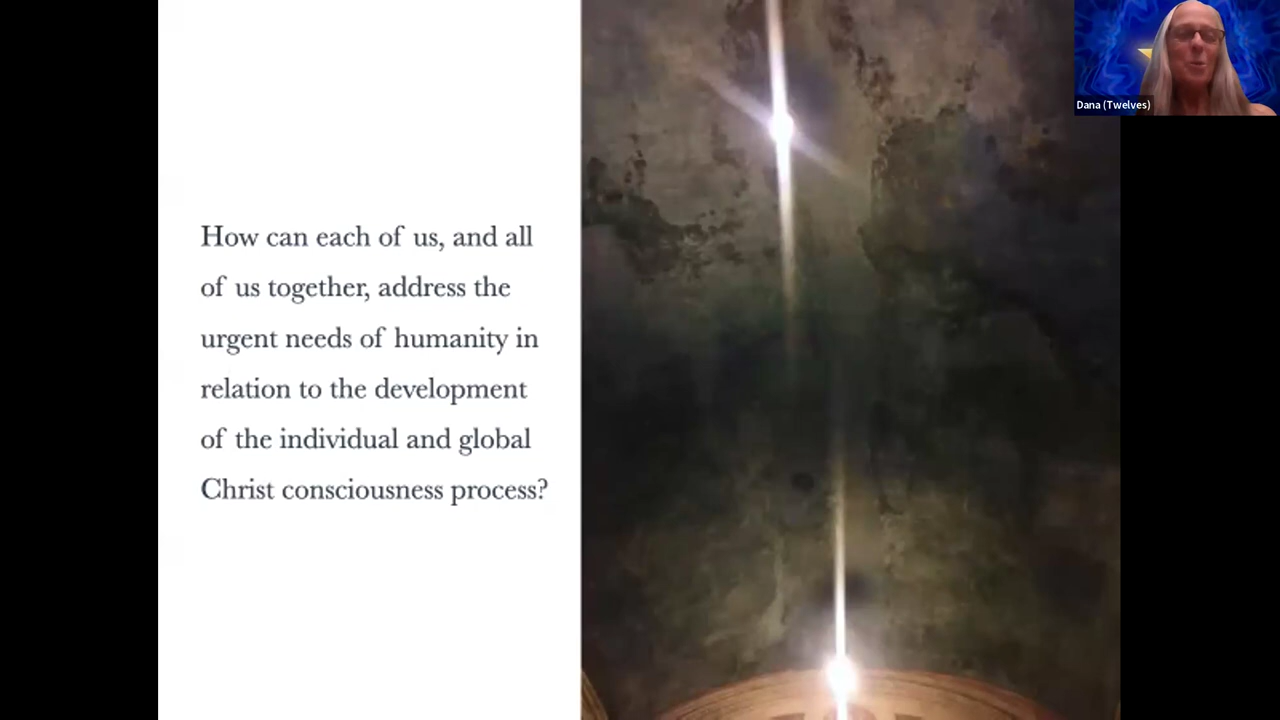 How can each of us, and all
of us together, address the
urgent needs of humanity in
relation to the development
of the individual and global
Christ consciousness process?
Dana (Twelves)